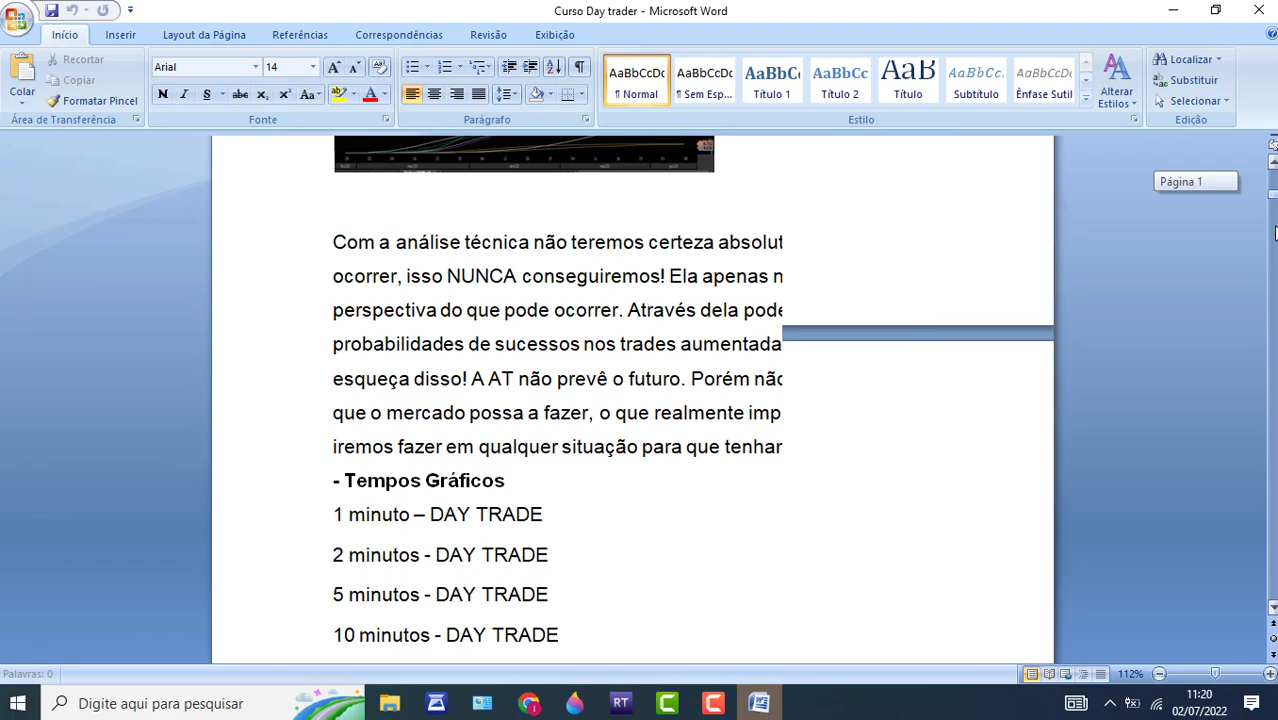 Curso Day trader - Microsoft Word
Início Inserir Layout da Página Referências Correspondências Revisão Exibição
Colar
Recortar
Copiar
Formatar Pincel
Área de Transferência
Arial 14
N I S abc X₂ X² Aa
Fonte
Parágrafo
AaBbCcDc AaBbCcDc AaBbCc AaBbCc AaB AaBbCc. AaBbCcDc
¶ Normal ¶ Sem Esp... Título 1 Título 2 Título Subtítulo Ênfase Sutil
Alterar
Estilos
Estilo
Localizar
Substituir
Selecionar
Edição
Página 1
Com a análise técnica não teremos certeza absolut
ocorrer, isso NUNCA conseguiremos! Ela apenas n
perspectiva do que pode ocorrer. Através dela pode
probabilidades de sucessos nos trades aumentada
esqueça disso! A AT não prevê o futuro. Porém não
que o mercado possa a fazer, o que realmente imp
iremos fazer em qualquer situação para que tenhar
- Tempos Gráficos
1 minuto – DAY TRADE
2 minutos - DAY TRADE
5 minutos - DAY TRADE
10 minutos - DAY TRADE
Palavras: 0
112%
Digite aqui para pesquisar
RT
11:20
02/07/2022